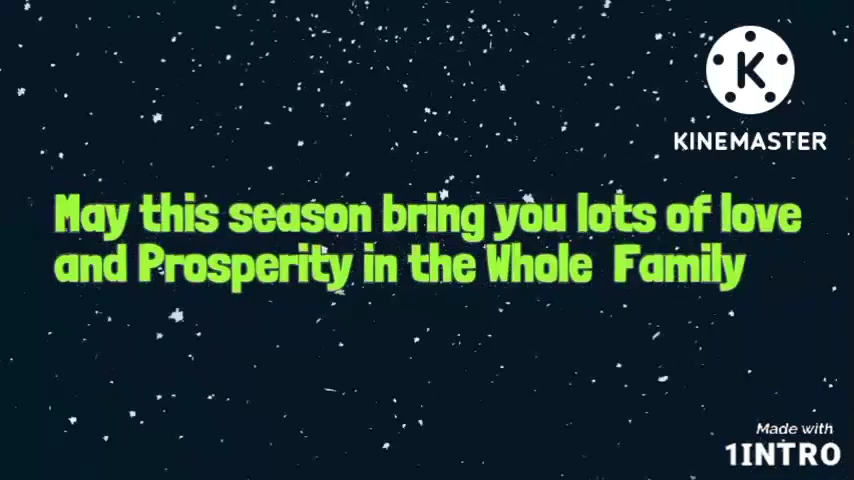 K
KINEMASTER
May this season bring you lots of love
and Prosperity in the Whole Family
Made with
1INTRO